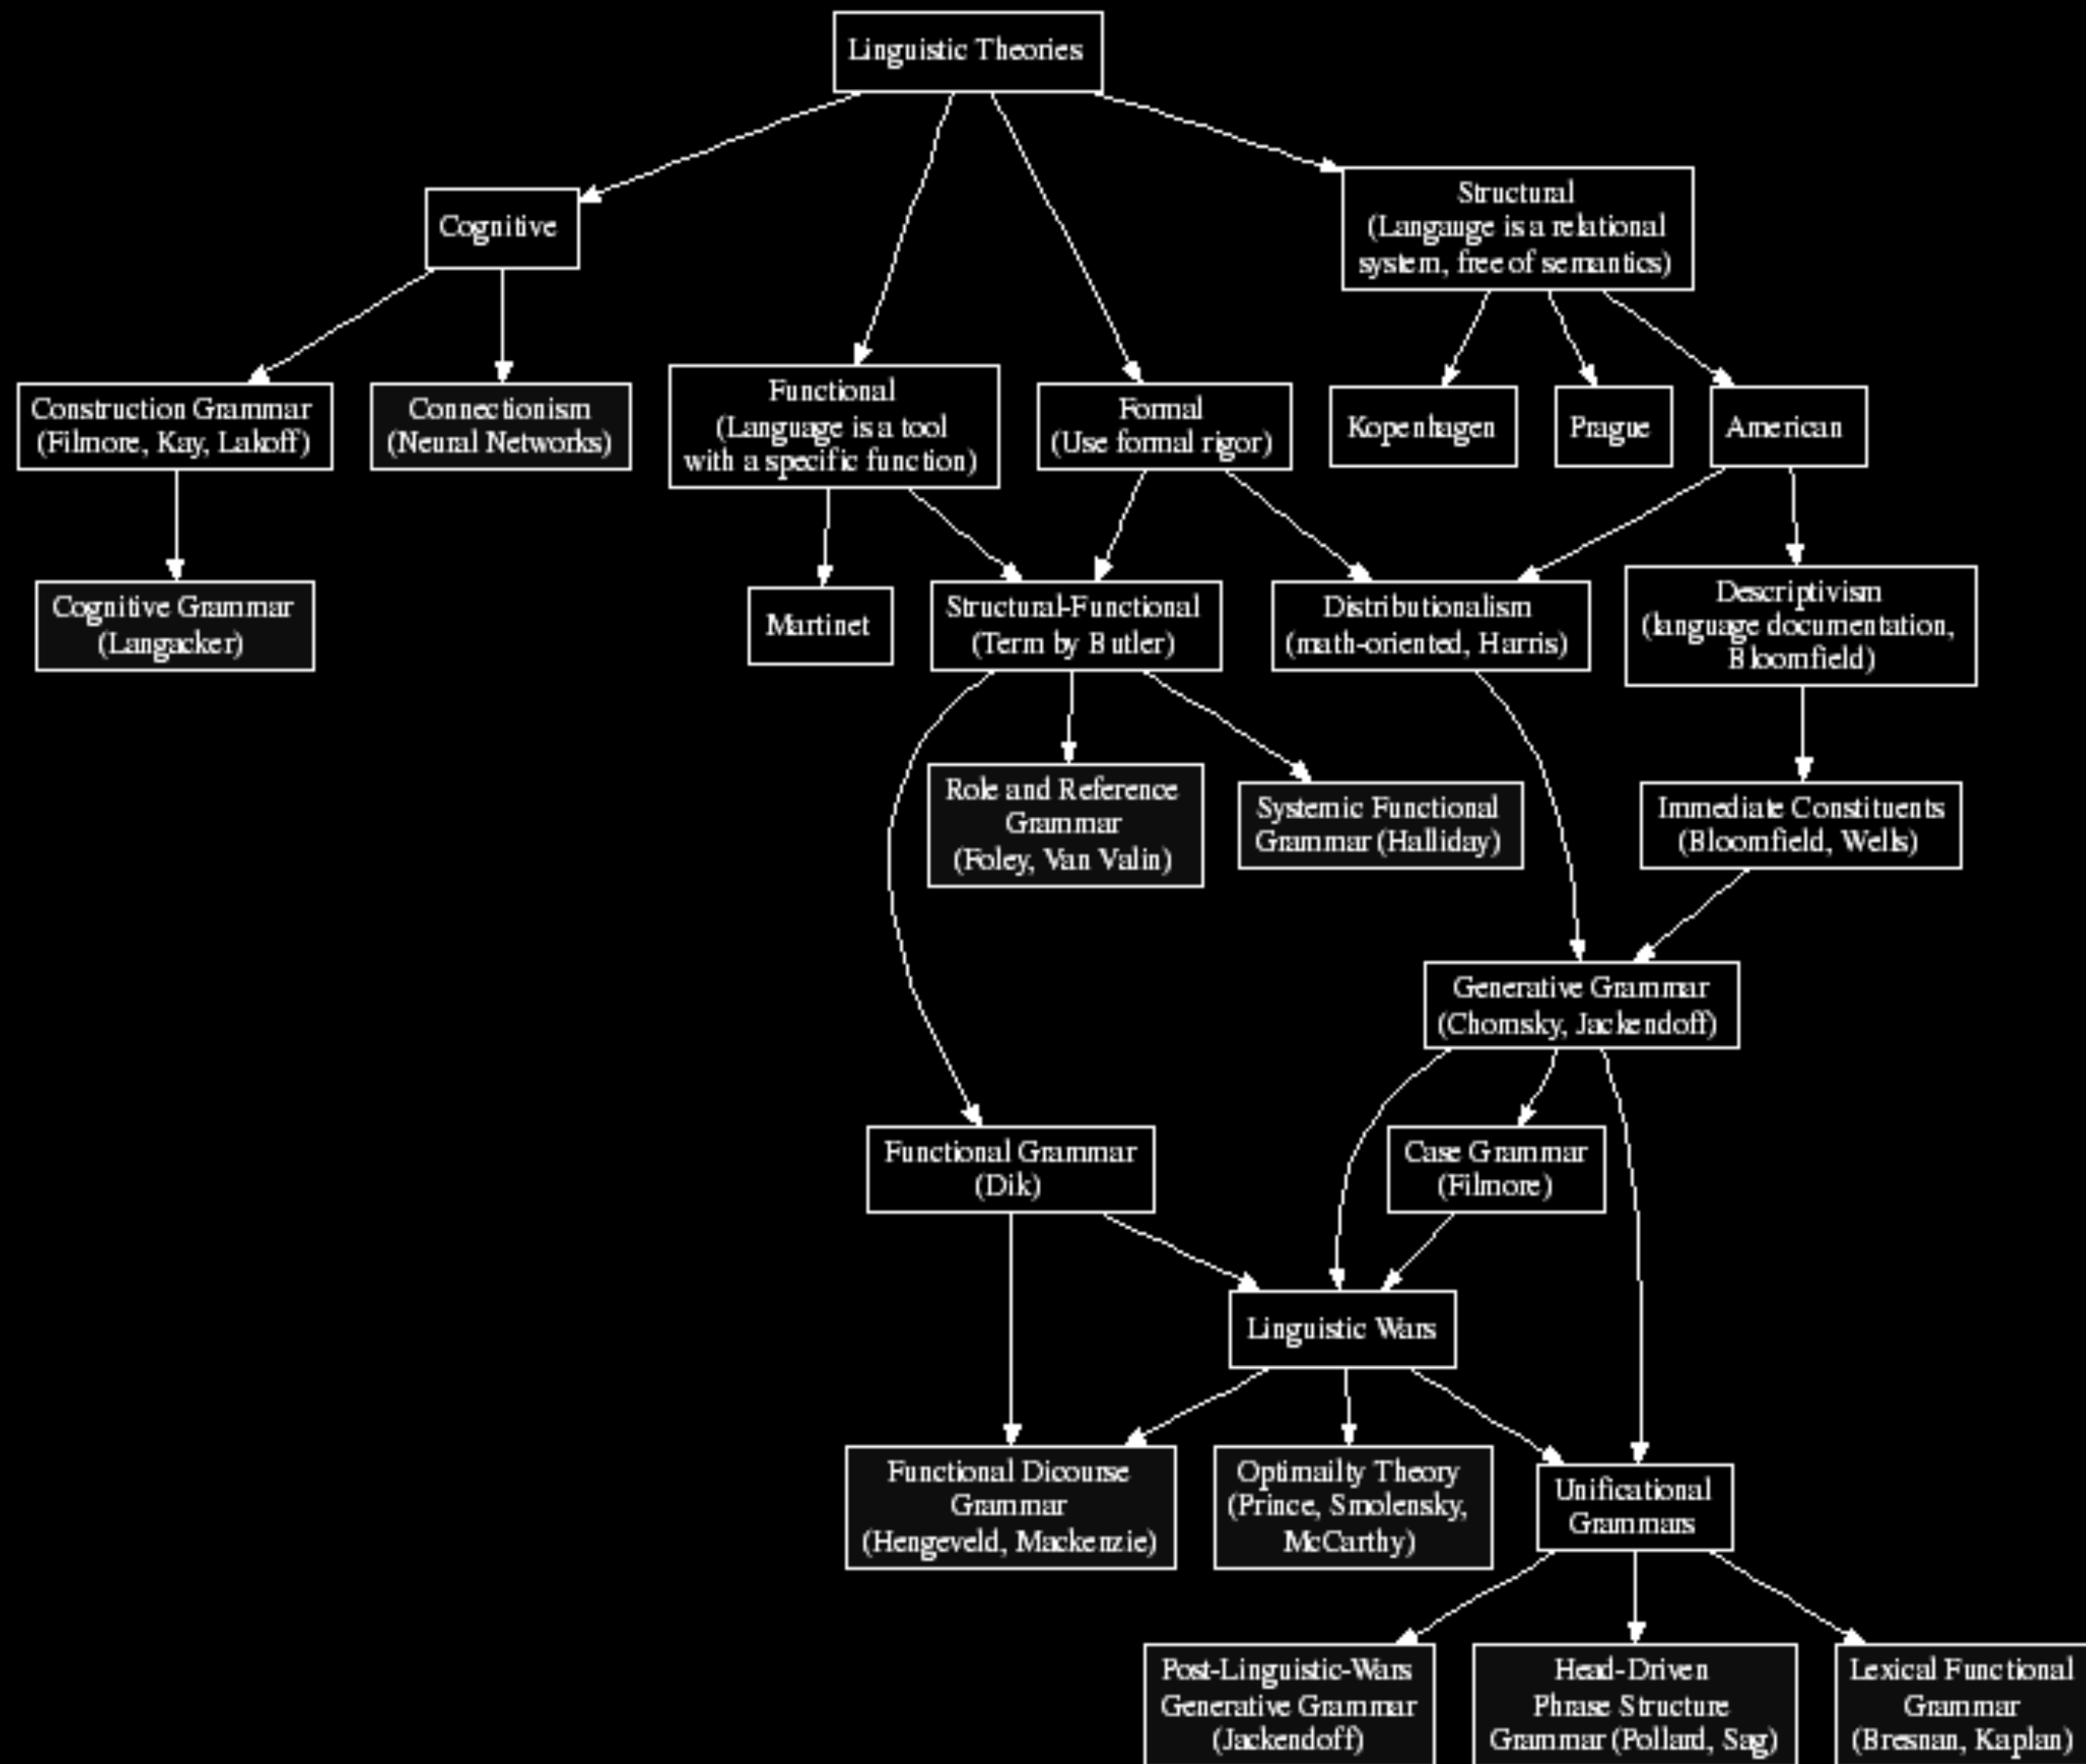 Linguistic Theories
Cognitive
Structural
(Langauge is a relational
system, free of semantics)
Construction Grammar
(Filmore, Kay, Lakoff)
Connectionism
(Neural Networks)
Functional
(Language is a tool
with a specific function)
Formal
(Use formal rigor)
Kopenhagen
Prague
American
Cognitive Grammar
(Langacker)
Martinet
Structural-Functional
(Term by Butler)
Distributionalism
(math-oriented, Harris)
Descriptivism
(language documentation,
Bloomfield)
Role and Reference
Grammar
(Foley, Van Valin)
Systemic Functional
Grammar (Halliday)
Immediate Constituents
(Bloomfield, Wells)
Generative Grammar
(Chomsky, Jackendoff)
Functional Grammar
(Dik)
Case Grammar
(Filmore)
Linguistic Wars
Functional Dicourse
Grammar
(Hengeveld, Mackenzie)
Optimailty Theory
(Prince, Smolensky,
McCarthy)
Unificational
Grammars
Post-Linguistic-Wars
Generative Grammar
(Jackendoff)
Head-Driven
Phrase Structure
Grammar (Pollard, Sag)
Lexical Functional
Grammar
(Bresnan, Kaplan)